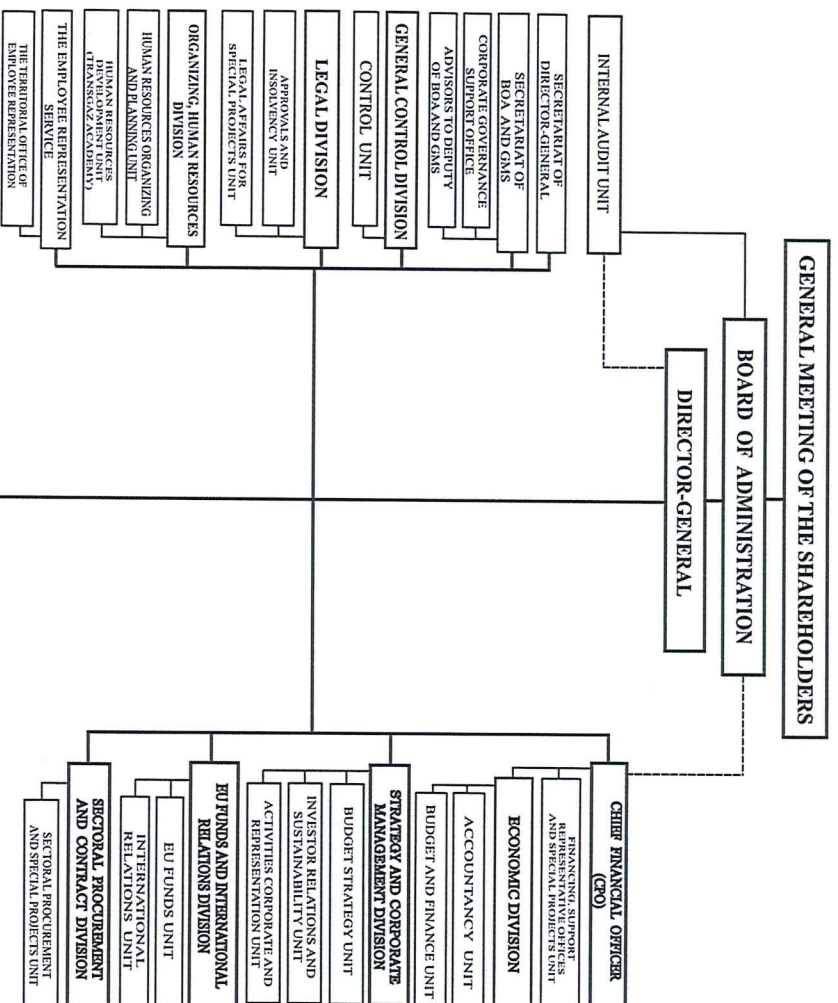 GENERAL MEETING OF THE SHAREHOLDERS
BOARD OF ADMINISTRATION
DIRECTOR-GENERAL
INTERNAL AUDIT UNIT
SECRETARIAT OF
DIRECTOR-GENERAL
SECRETARIAT OF
BOA AND GMS
CORPORATE GOVERNANCE
SUPPORT OFFICE
ADVISORS TO DEPUTY
OF BOA AND GMS
GENERAL CONTROL DIVISION
CONTROL UNIT
LEGAL DIVISION
APPROVALS AND
INSOLVENCY UNIT
LEGAL AFFAIRS FOR
SPECIAL PROJECTS UNIT
ORGANIZING, HUMAN RESOURCES
DIVISION
HUMAN RESOURCES ORGANIZING
AND PLANNING UNIT
HUMAN RESOURCES
DEVELOPMENT UNIT
(TRANSGAZ ACADEMY)
THE EMPLOYEE REPRESENTATION
SERVICE
THE TERRITORIAL OFFICE OF
EMPLOYEE REPRESENTATION
CHIEF FINANCIAL OFFICER
(CPO)
FINANCING, SUPPORT
REPRESENTATIVE OFFICES
AND SPECIAL PROJECTS UNIT
ECONOMIC DIVISION
ACCOUNTANCY UNIT
BUDGET AND FINANCE UNIT
STRATEGY AND CORPORATE
MANAGEMENT DIVISION
BUDGET STRATEGY UNIT
INVESTOR RELATIONS AND
SUSTAINABILITY UNIT
ACTIVITIES CORPORATE AND
REPRESENTATION UNIT
EU FUNDS AND INTERNATIONAL
RELATIONS DIVISION
EU FUNDS UNIT
INTERNATIONAL
RELATIONS UNIT
SECTORAL PROCUREMENT
AND CONTRACT DIVISION
SECTORAL PROCUREMENT
AND SPECIAL PROJECTS UNIT